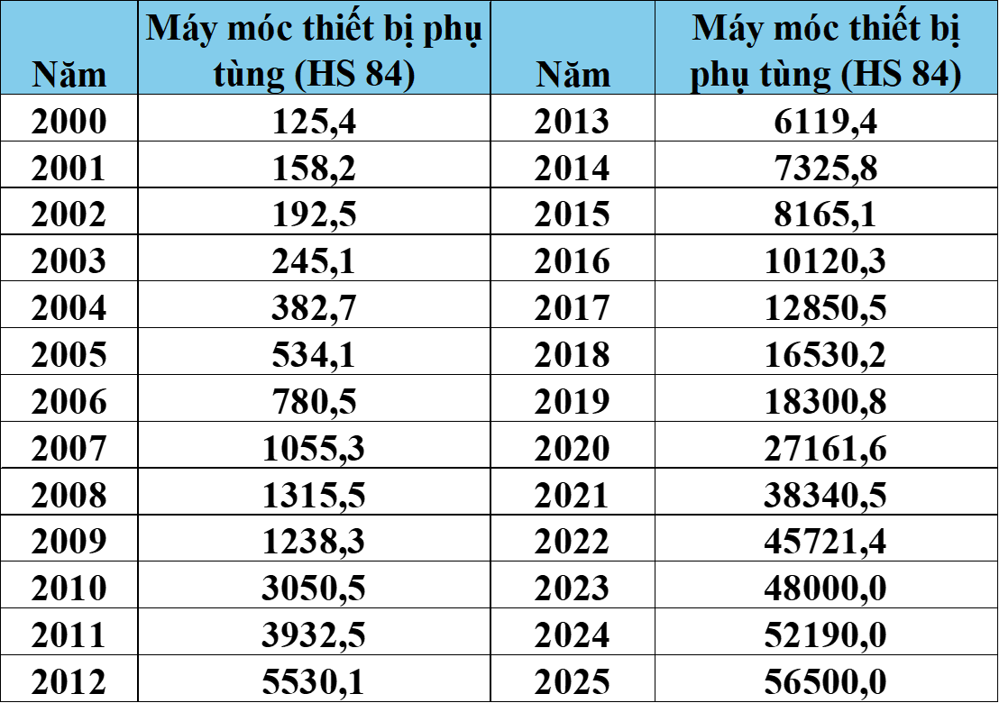 Năm Máy móc thiết bị phụ tùng (HS 84) Năm Máy móc thiết bị phụ tùng (HS 84)
2000 125,4 2013 6119,4
2001 158,2 2014 7325,8
2002 192,5 2015 8165,1
2003 245,1 2016 10120,3
2004 382,7 2017 12850,5
2005 534,1 2018 16530,2
2006 780,5 2019 18300,8
2007 1055,3 2020 27161,6
2008 1315,5 2021 38340,5
2009 1238,3 2022 45721,4
2010 3050,5 2023 48000,0
2011 3932,5 2024 52190,0
2012 5530,1 2025 56500,0